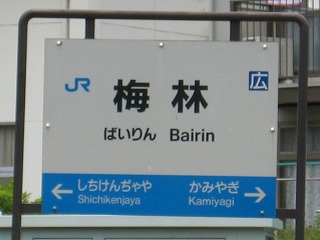 JR 梅林 広
ばいりん Bairin
← しちけんぢゃや かみやぎ →
Shichikenjaya Kamiyagi